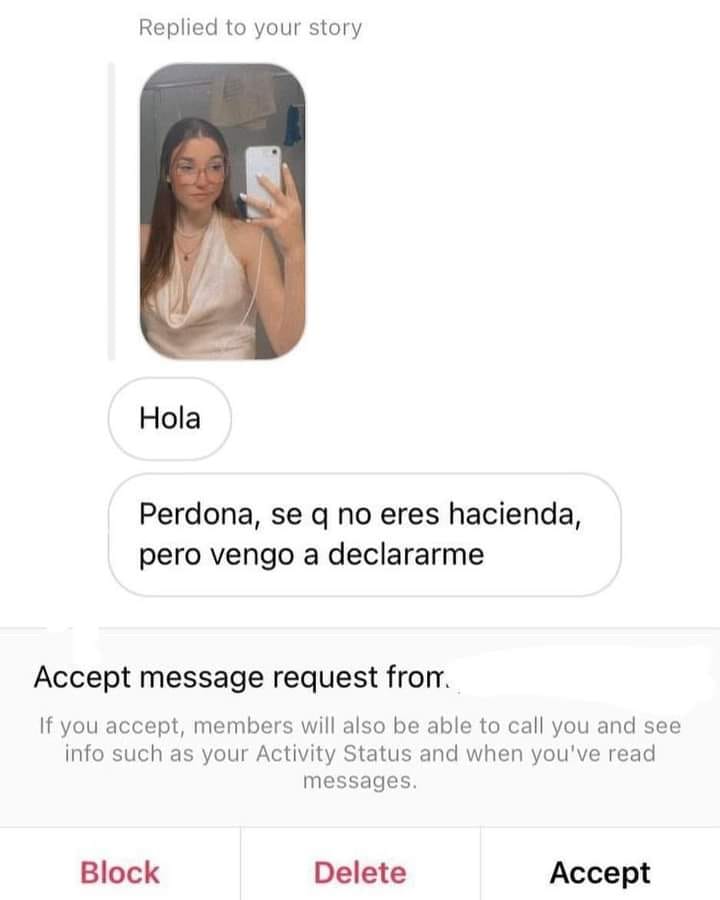 Replied to your story
Hola
Perdona, se q no eres hacienda,
pero vengo a declararme
Accept message request from
If you accept, members will also be able to call you and see
info such as your Activity Status and when you've read
messages.
Block
Delete
Accept